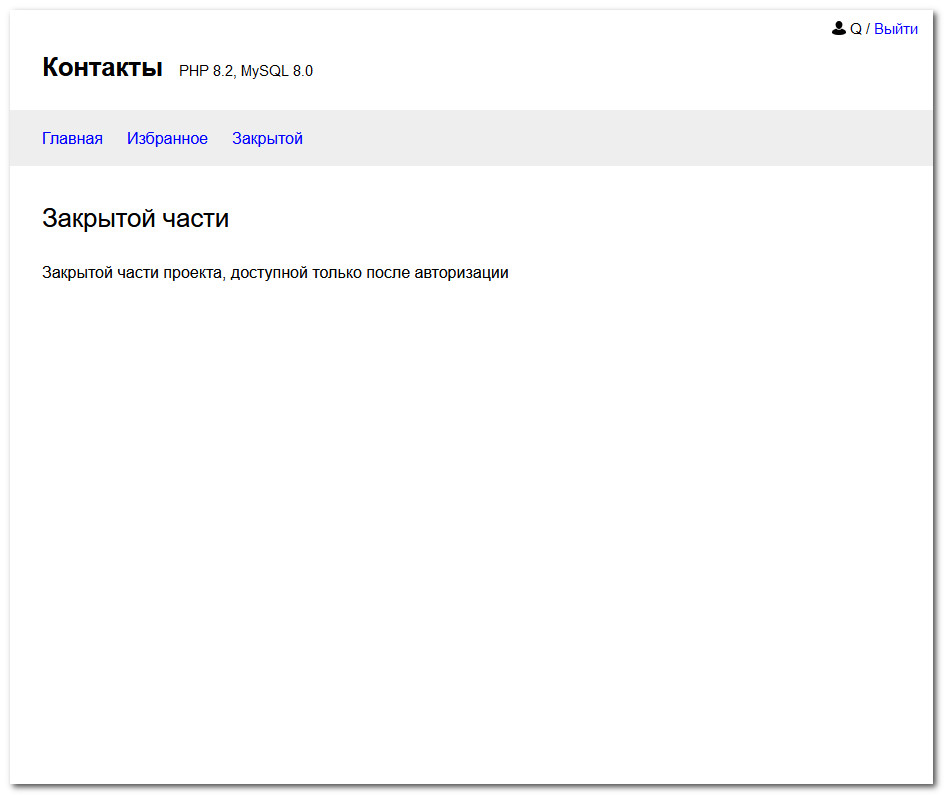 Q / Выйти
Контакты PHP 8.2, MySQL 8.0
Главная Избранное Закрытой
Закрытой части
Закрытой части проекта, доступной только после авторизации